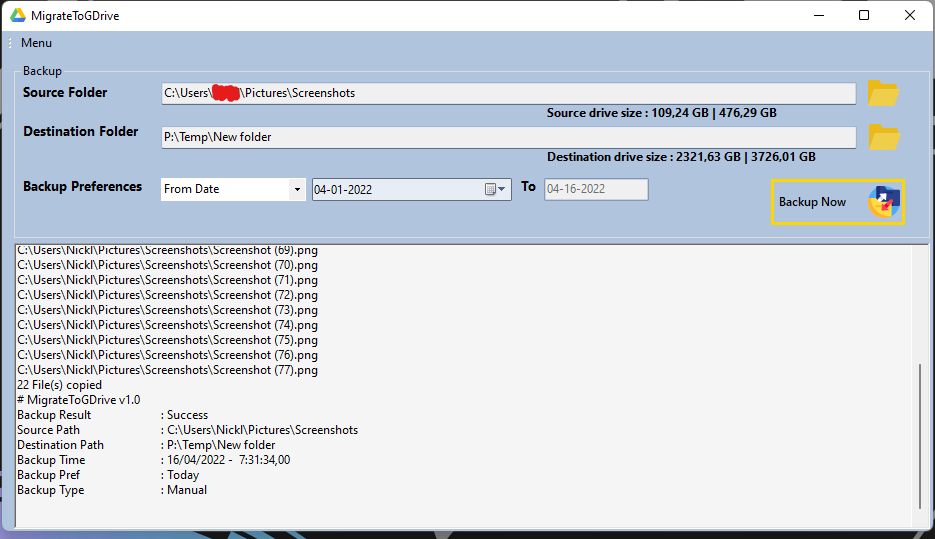 MigrateToGDrive
Menu
Backup
Source Folder C:\Users\ \Pictures\Screenshots
Source drive size : 109,24 GB | 476,29 GB
Destination Folder P:\Temp\New folder
Destination drive size : 2321,63 GB | 3726,01 GB
Backup Preferences From Date 04-01-2022 To 04-16-2022
Backup Now
C:\Users\Nickl\Pictures\Screenshots\Screenshot (69).png
C:\Users\Nickl\Pictures\Screenshots\Screenshot (70).png
C:\Users\Nickl\Pictures\Screenshots\Screenshot (71).png
C:\Users\Nickl\Pictures\Screenshots\Screenshot (72).png
C:\Users\Nickl\Pictures\Screenshots\Screenshot (73).png
C:\Users\Nickl\Pictures\Screenshots\Screenshot (74).png
C:\Users\Nickl\Pictures\Screenshots\Screenshot (75).png
C:\Users\Nickl\Pictures\Screenshots\Screenshot (76).png
C:\Users\Nickl\Pictures\Screenshots\Screenshot (77).png
22 File(s) copied
# MigrateToGDrive v1.0
Backup Result : Success
Source Path : C:\Users\Nickl\Pictures\Screenshots
Destination Path : P:\Temp\New folder
Backup Time : 16/04/2022 - 7:31:34,00
Backup Pref : Today
Backup Type : Manual